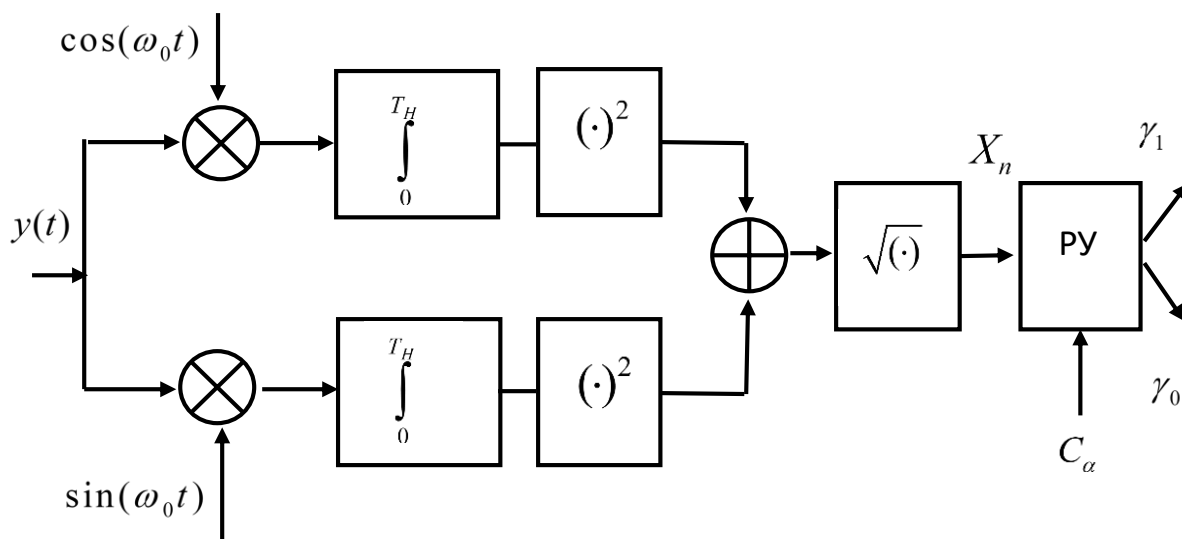 cos(ω₀t)
T_H
∫
0
(·)²
y(t)
X_n
γ₁
√(·)
РУ
T_H
∫
0
(·)²
γ₀
C_α
sin(ω₀t)